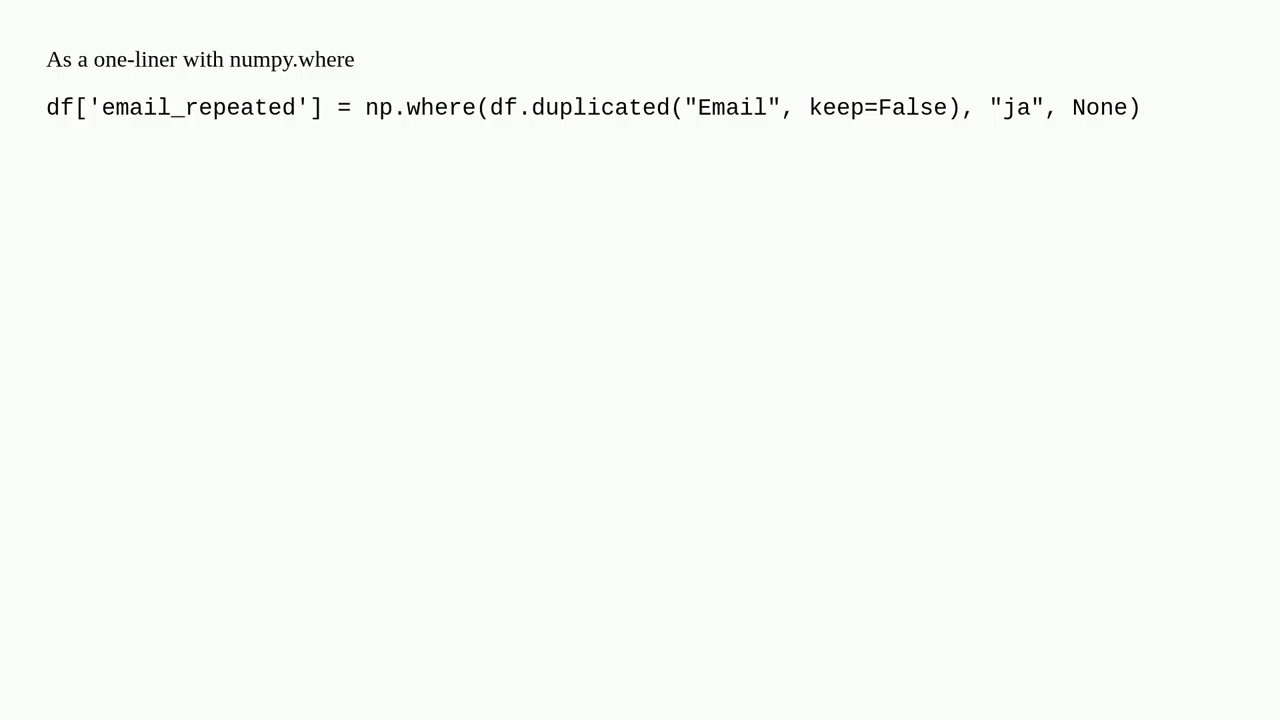 As a one-liner with numpy.where
df['email_repeated'] = np.where(df.duplicated("Email", keep=False), "ja", None)